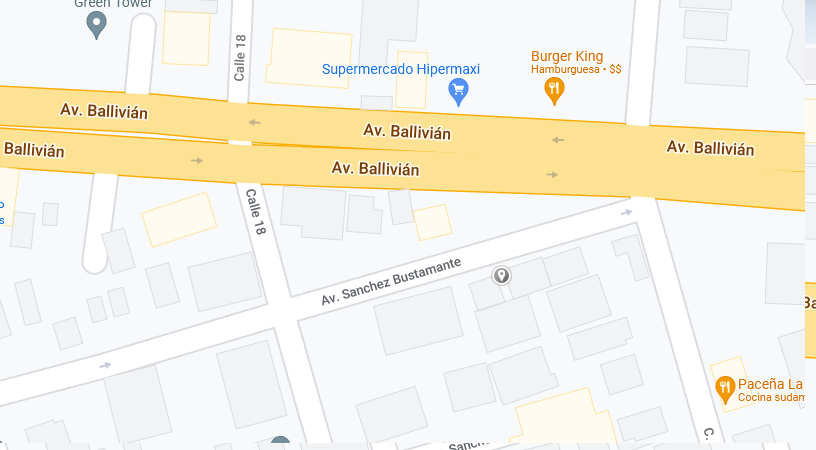 Green Tower
Calle 18
Burger King
Hamburguesa • $$
Supermercado Hipermaxi
Av. Ballivián
Av. Ballivián
Av. Ballivián
Ballivián
Av. Ballivián
Calle 18
Av. Sanchez Bustamante
Paceña La
Cocina sudam
C.